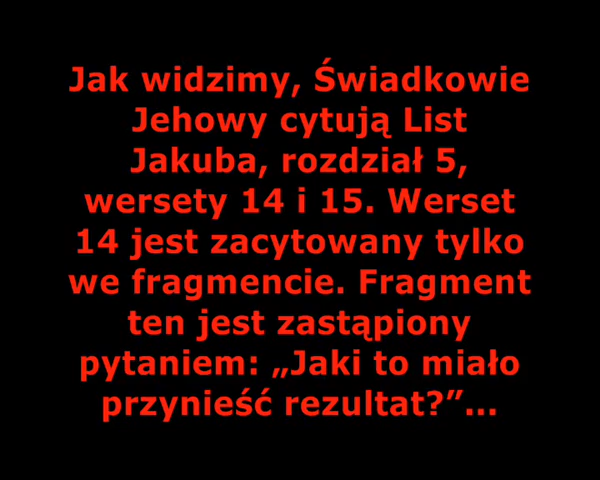 Jak widzimy, Świadkowie
Jehowy cytują List
Jakuba, rozdział 5,
wersety 14 i 15. Werset
14 jest zacytowany tylko
we fragmencie. Fragment
ten jest zastąpiony
pytaniem: „Jaki to miało
przynieść rezultat?”...